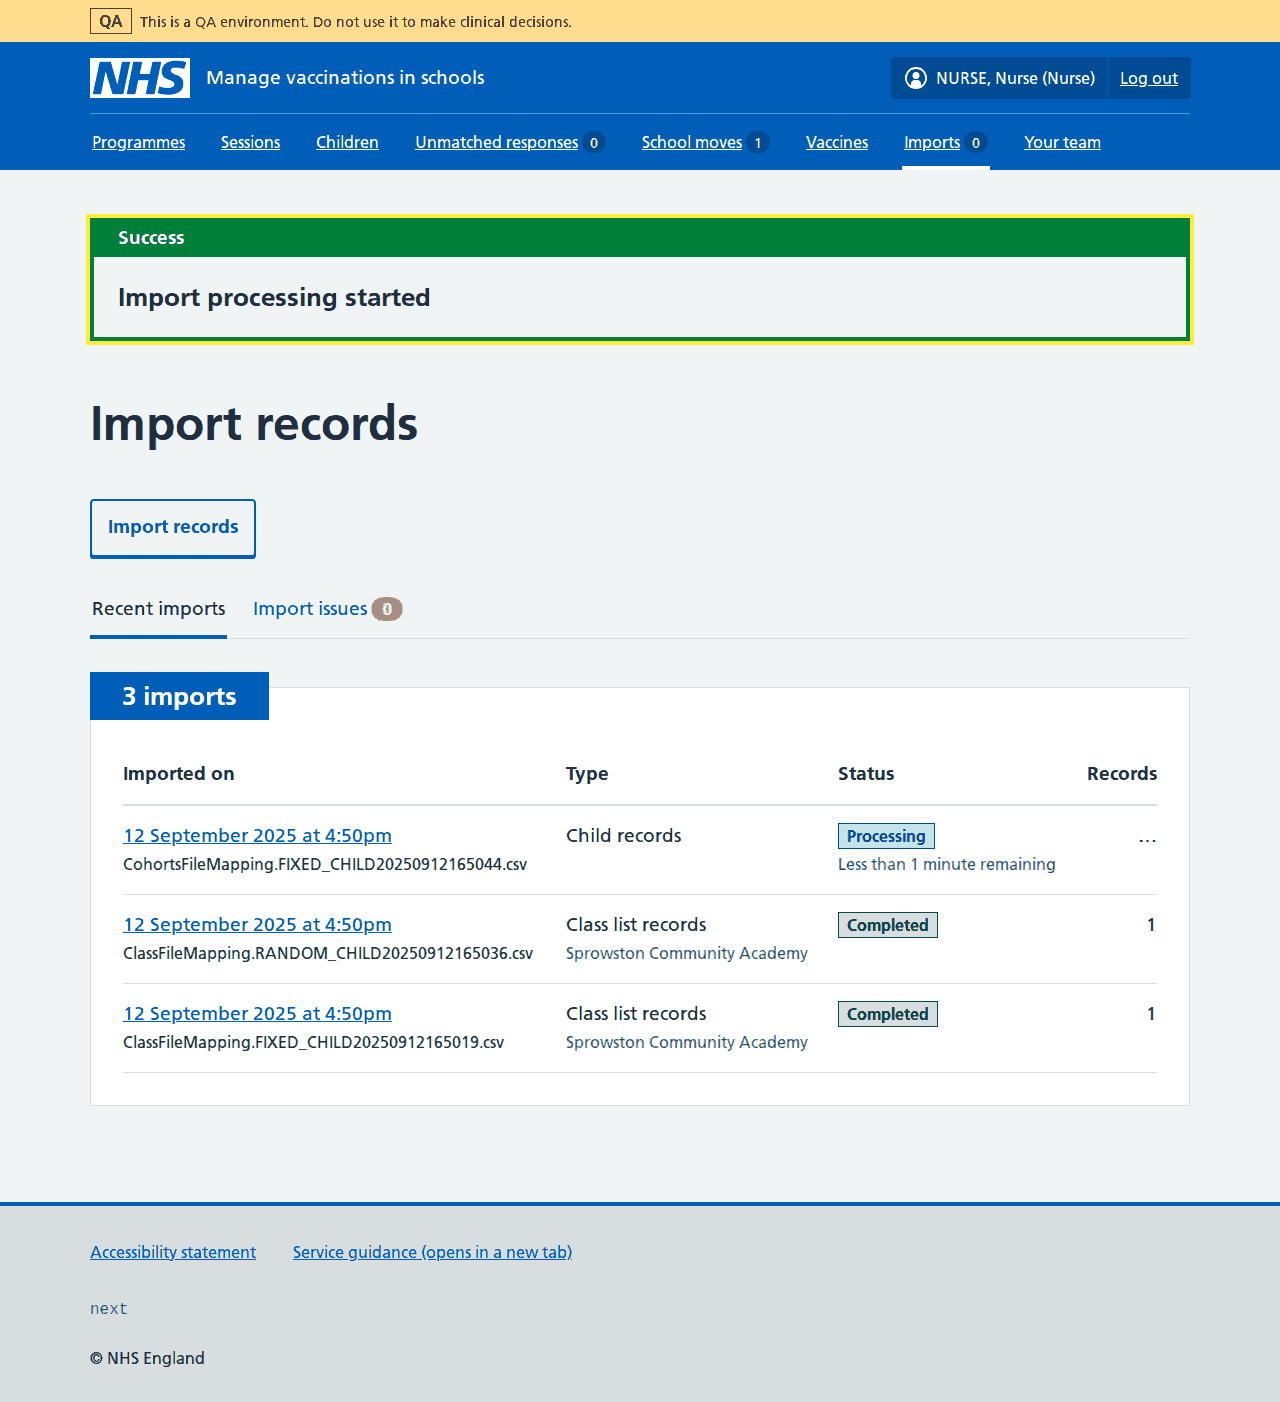 QA This is a QA environment. Do not use it to make clinical decisions.
NHS Manage vaccinations in schools NURSE, Nurse (Nurse) Log out
Programmes Sessions Children Unmatched responses 0 School moves 1 Vaccines Imports 0 Your team
Success
Import processing started
Import records
Import records
Recent imports Import issues 0
3 imports
Imported on Type Status Records
12 September 2025 at 4:50pm Child records Processing ...
CohortsFileMapping.FIXED_CHILD20250912165044.csv Less than 1 minute remaining
12 September 2025 at 4:50pm Class list records Completed 1
ClassFileMapping.RANDOM_CHILD20250912165036.csv Sprowston Community Academy
12 September 2025 at 4:50pm Class list records Completed 1
ClassFileMapping.FIXED_CHILD20250912165019.csv Sprowston Community Academy
Accessibility statement Service guidance (opens in a new tab)
next
© NHS England